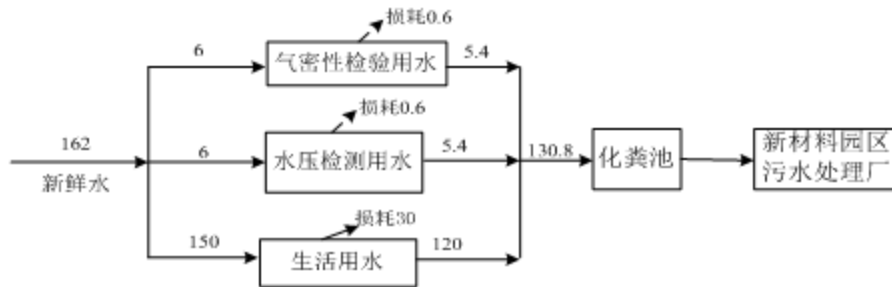 损耗0.6
6
气密性检验用水
5.4
损耗0.6
162
新鲜水
6
水压检测用水
5.4
130.8
化粪池
新材料园区
污水处理厂
损耗30
150
生活用水
120